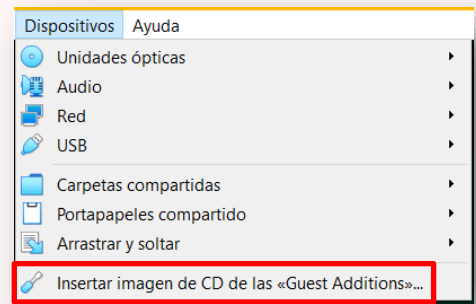 Dispositivos Ayuda
Unidades ópticas
Audio
Red
USB
Carpetas compartidas
Portapapeles compartido
Arrastrar y soltar
Insertar imagen de CD de las «Guest Additions»...